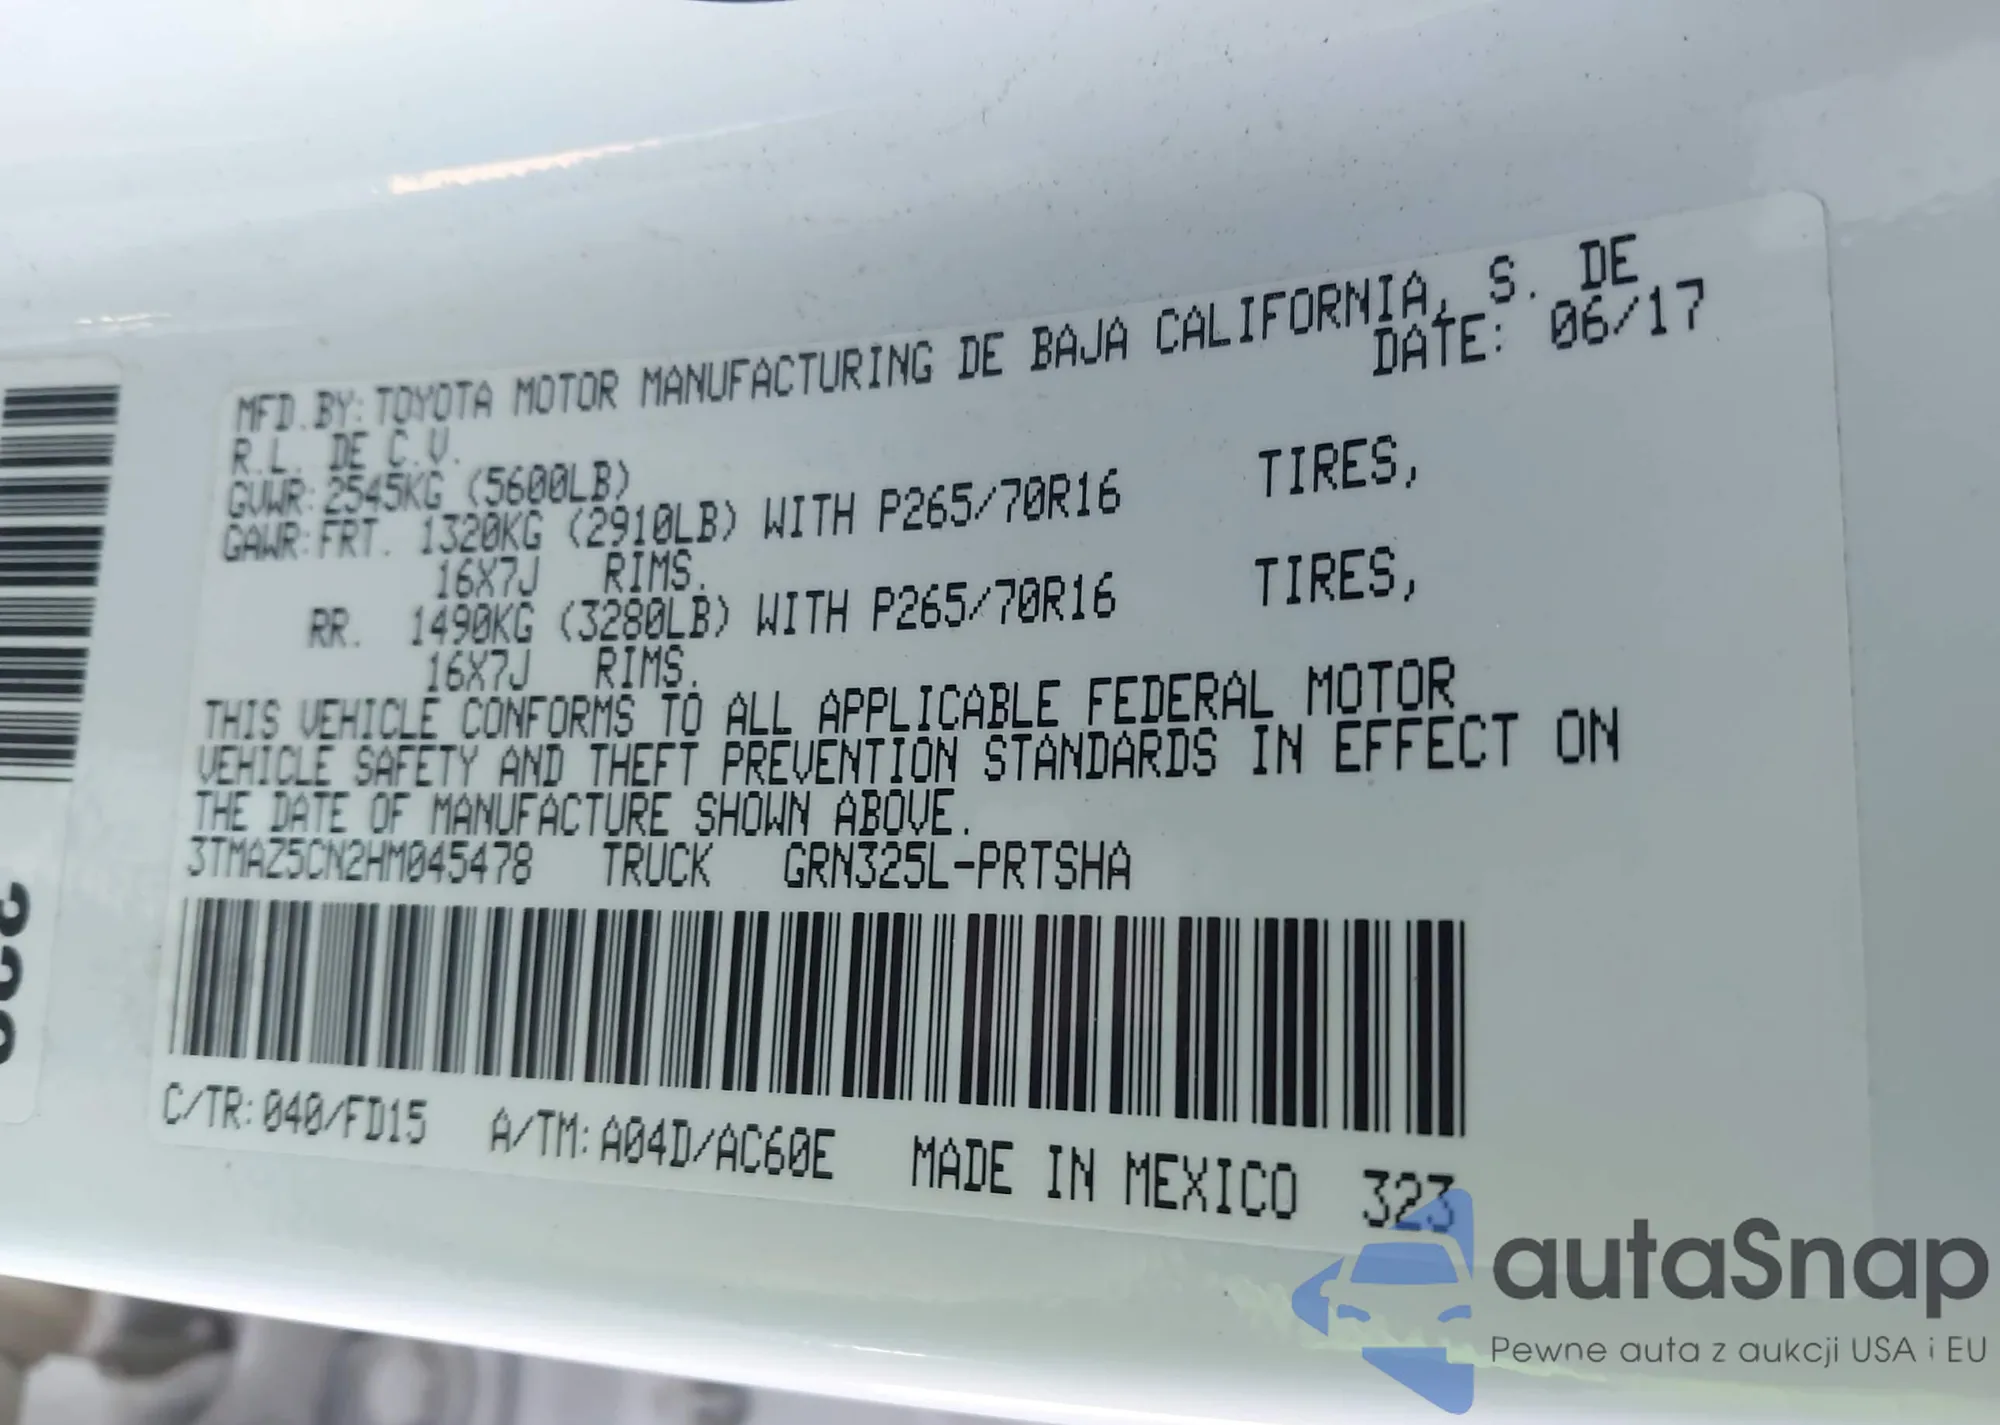 MFD.BY:TOYOTA MOTOR MANUFACTURING DE BAJA CALIFORNIA, S. DE
R.L. DE C.V. DATE: 06/17
GVWR:2545KG (5600LB)
GAWR:FRT. 1320KG (2910LB) WITH P265/70R16 TIRES,
16X7J RIMS.
RR. 1490KG (3280LB) WITH P265/70R16 TIRES,
16X7J RIMS.
THIS VEHICLE CONFORMS TO ALL APPLICABLE FEDERAL MOTOR
VEHICLE SAFETY AND THEFT PREVENTION STANDARDS IN EFFECT ON
THE DATE OF MANUFACTURE SHOWN ABOVE.
3TMAZ5CN2HM045478 TRUCK GRN325L-PRTSHA
C/TR:040/FD15 A/TM:A04D/AC60E MADE IN MEXICO 323
autaSnap
Pewne auta z aukcji USA i EU